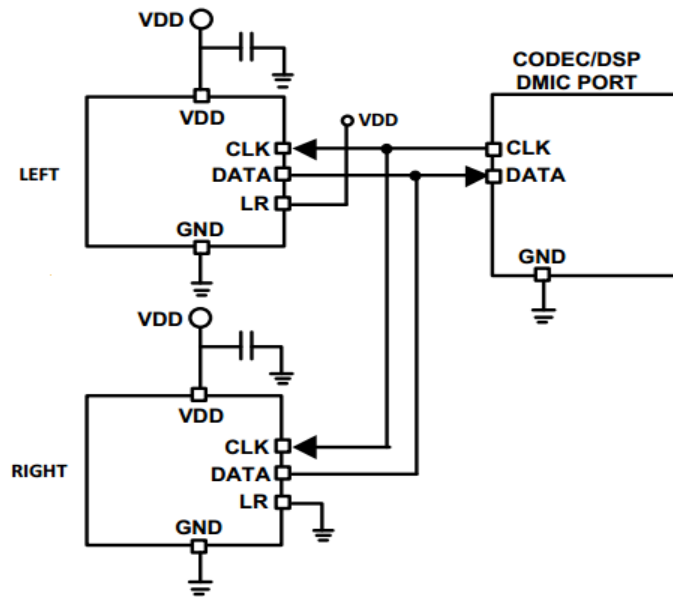 VDD
CODEC/DSP
DMIC PORT
VDD
VDD
CLK
CLK
LEFT
DATA
DATA
LR
GND
GND
VDD
VDD
CLK
RIGHT
DATA
LR
GND